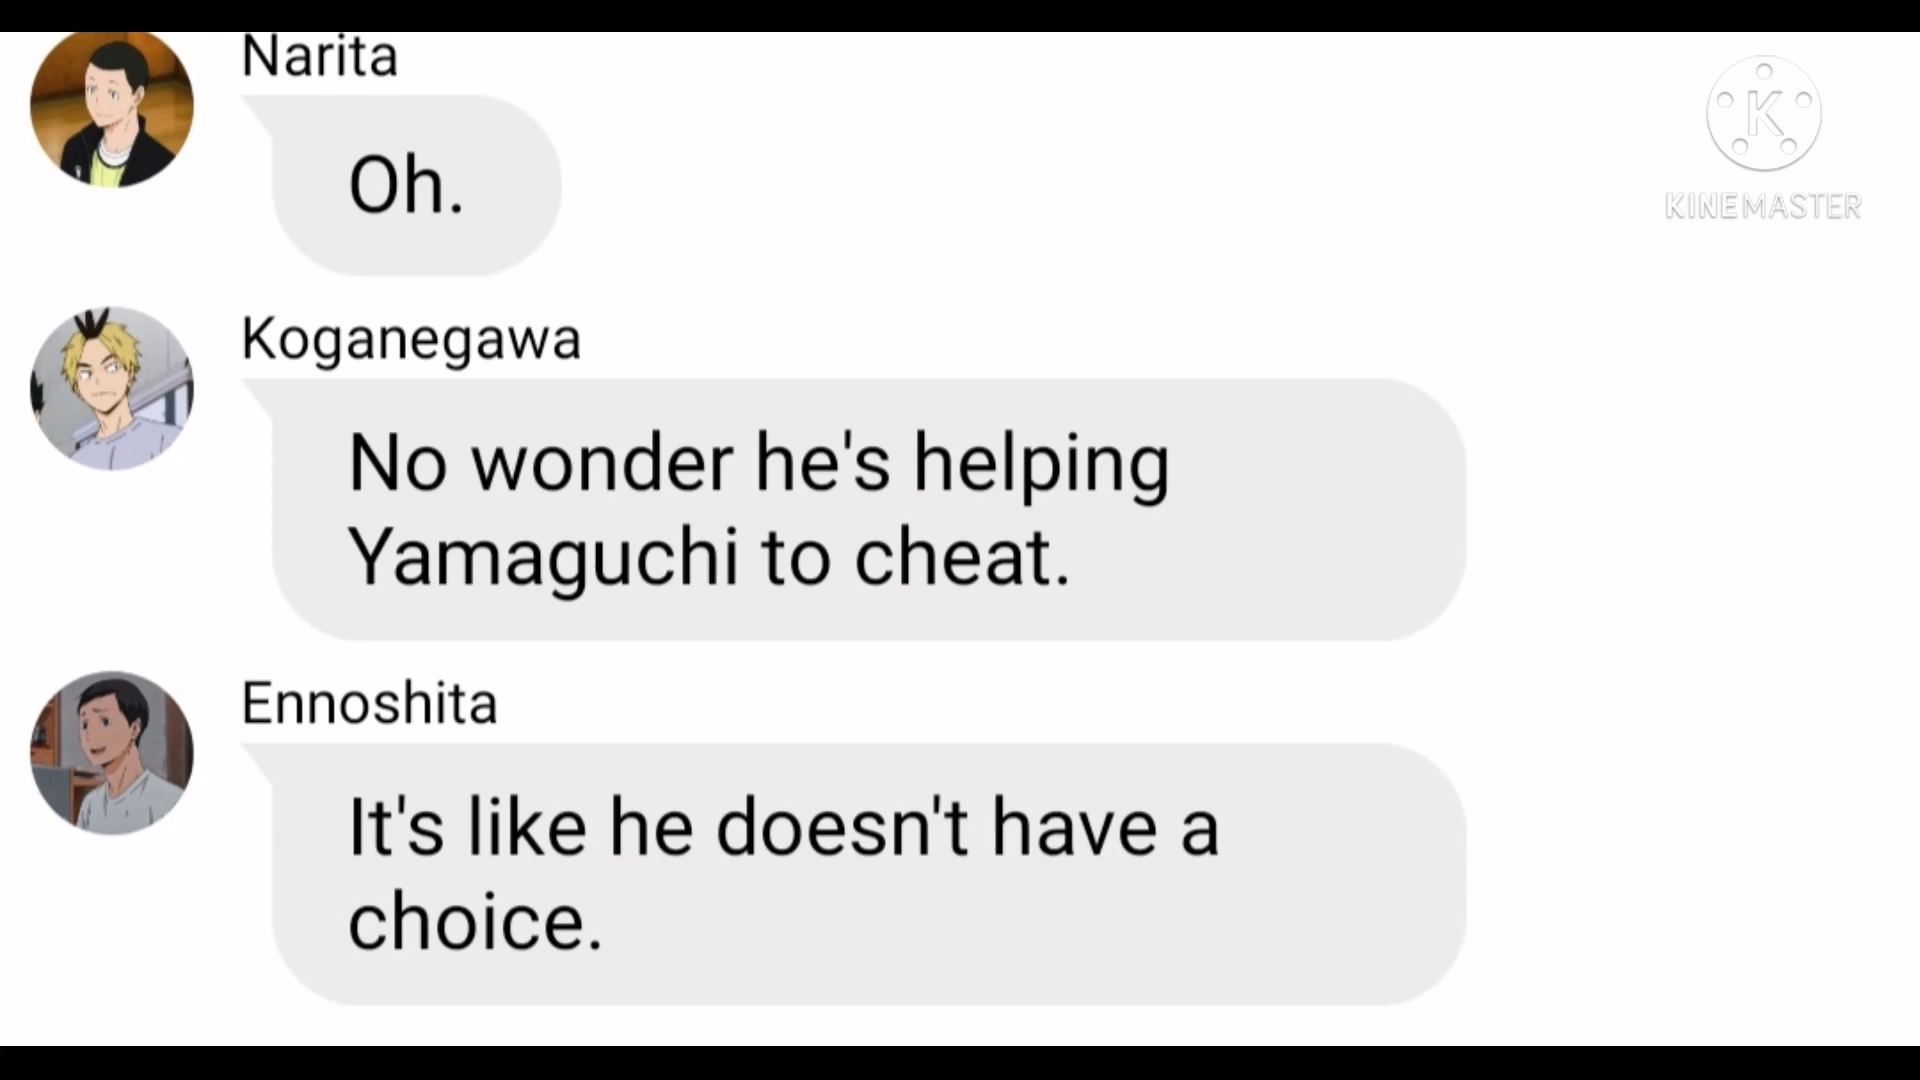 Narita
Oh.
K
KINEMASTER
Koganegawa
No wonder he's helping
Yamaguchi to cheat.
Ennoshita
It's like he doesn't have a
choice.